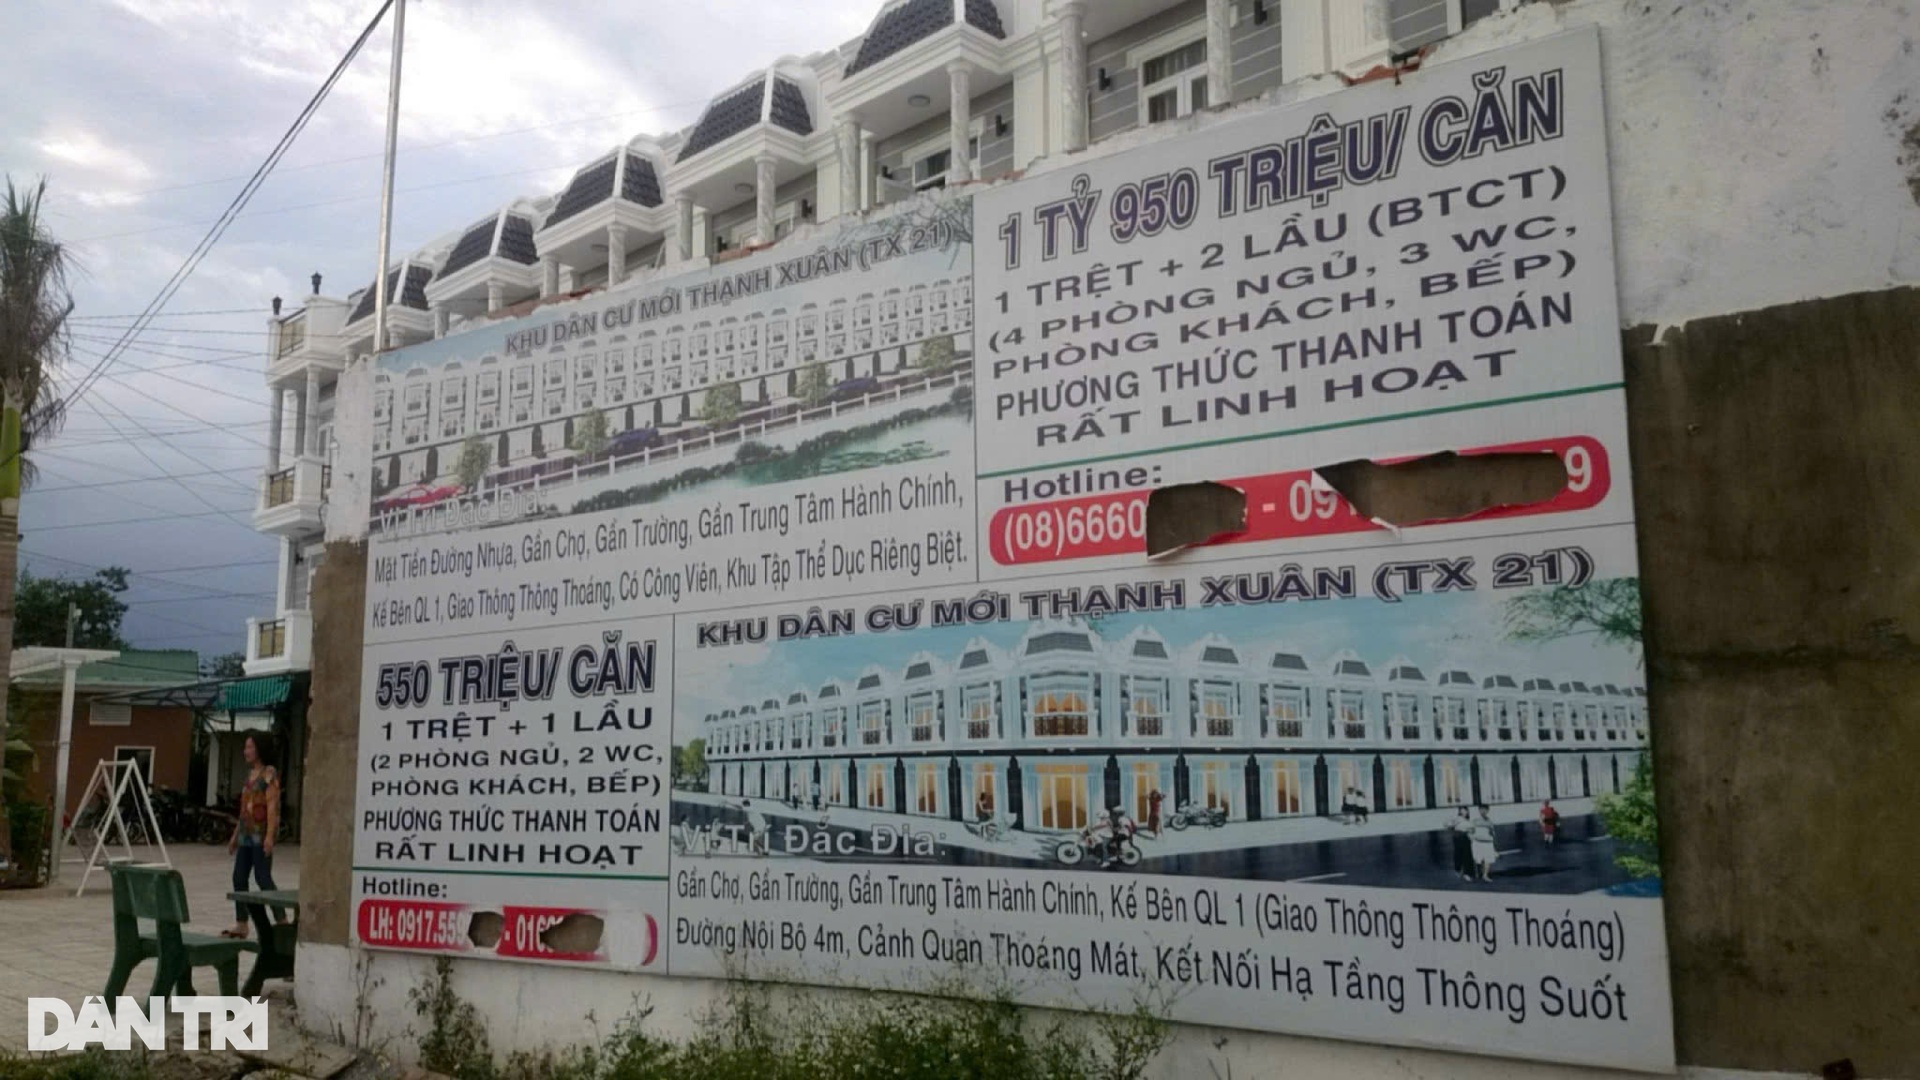 KHU DÂN CƯ MỚI THẠNH XUÂN (TX 21)
Vị Trí Đắc Địa:
Mặt Tiền Đường Nhựa, Gần Chợ, Gần Trường, Gần Trung Tâm Hành Chính,
Kế Bên QL 1, Giao Thông Thông Thoáng, Có Công Viên, Khu Tập Thể Dục Riêng Biệt.
1 TỶ 950 TRIỆU/ CĂN
1 TRỆT + 2 LẦU (BTCT)
(4 PHÒNG NGỦ, 3 WC,
PHÒNG KHÁCH, BẾP)
PHƯƠNG THỨC THANH TOÁN
RẤT LINH HOẠT
Hotline:
(08)6660 - 09 9
550 TRIỆU/ CĂN
1 TRỆT + 1 LẦU
(2 PHÒNG NGỦ, 2 WC,
PHÒNG KHÁCH, BẾP)
PHƯƠNG THỨC THANH TOÁN
RẤT LINH HOẠT
Hotline:
LH: 0917.559 - 016
KHU DÂN CƯ MỚI THẠNH XUÂN (TX 21)
Vị Trí Đắc Địa:
Gần Chợ, Gần Trường, Gần Trung Tâm Hành Chính, Kế Bên QL 1 (Giao Thông Thông Thoáng)
Đường Nội Bộ 4m, Cảnh Quan Thoáng Mát, Kết Nối Hạ Tầng Thông Suốt
DÂN TRÍ